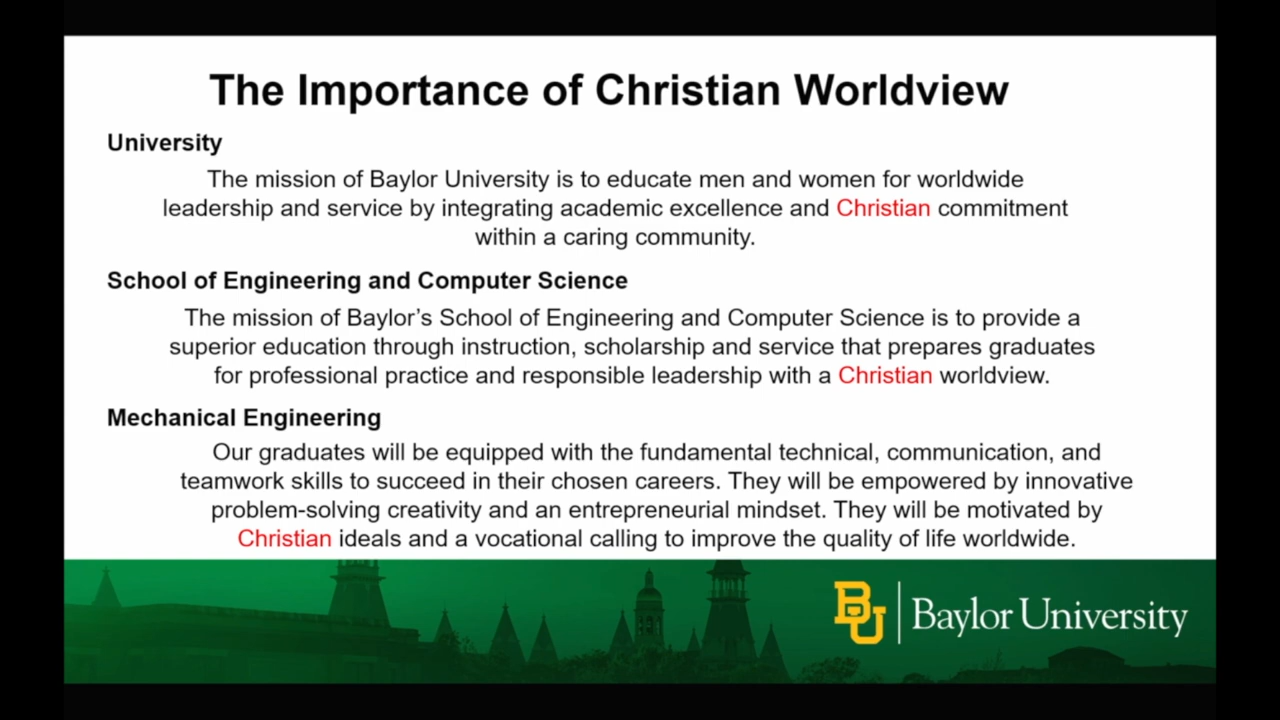 The Importance of Christian Worldview
University
The mission of Baylor University is to educate men and women for worldwide
leadership and service by integrating academic excellence and Christian commitment
within a caring community.
School of Engineering and Computer Science
The mission of Baylor’s School of Engineering and Computer Science is to provide a
superior education through instruction, scholarship and service that prepares graduates
for professional practice and responsible leadership with a Christian worldview.
Mechanical Engineering
Our graduates will be equipped with the fundamental technical, communication, and
teamwork skills to succeed in their chosen careers. They will be empowered by innovative
problem-solving creativity and an entrepreneurial mindset. They will be motivated by
Christian ideals and a vocational calling to improve the quality of life worldwide.
BU Baylor University